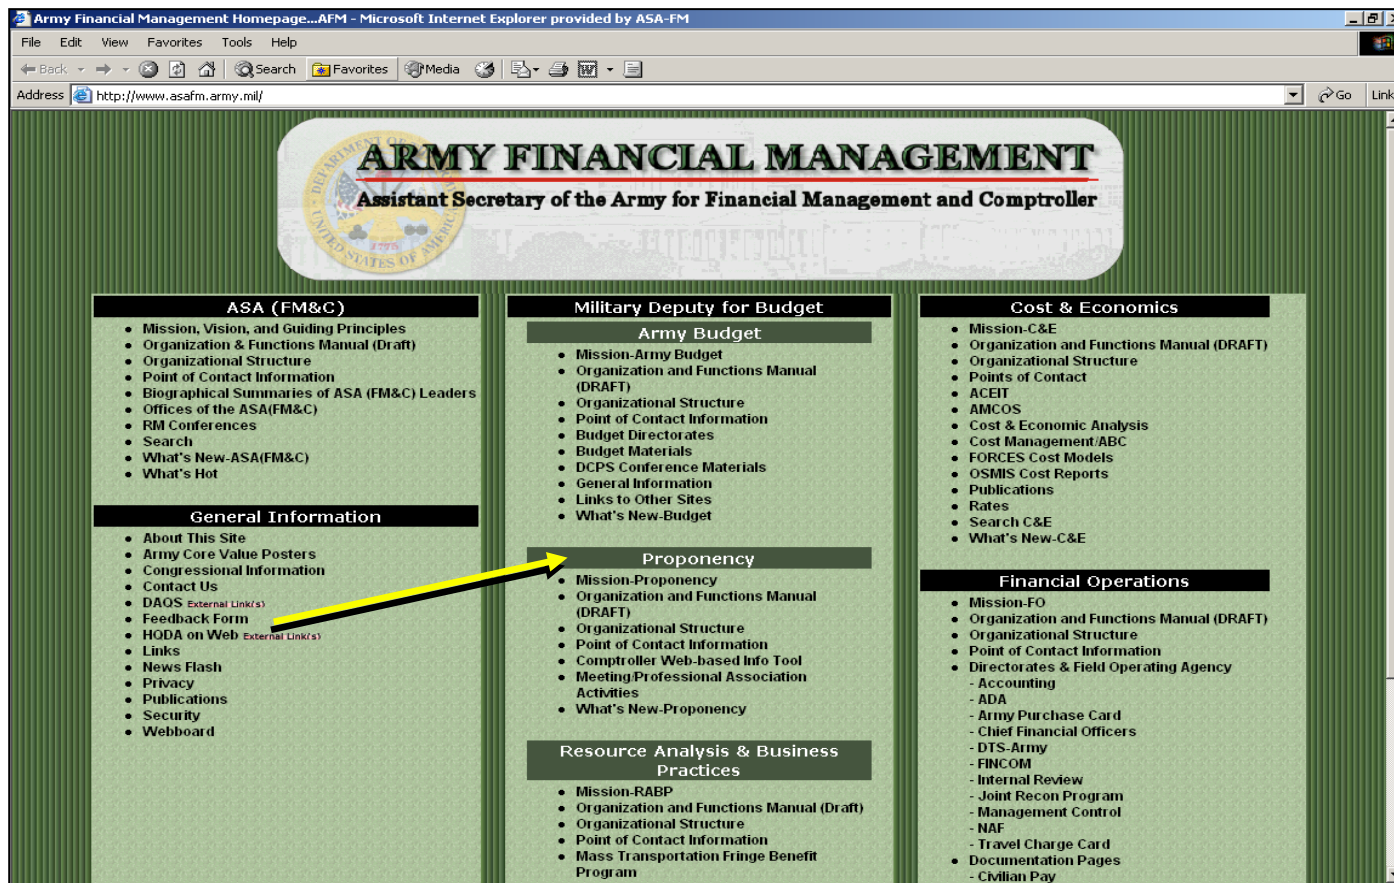 Army Financial Management Homepage...AFM - Microsoft Internet Explorer provided by ASA-FM
File Edit View Favorites Tools Help
Back Search Favorites Media
Address http://www.asafm.army.mil/ Go Link
DEPARTMENT OF
UNITED STATES OF AMERICA
1775
ARMY FINANCIAL MANAGEMENT
Assistant Secretary of the Army for Financial Management and Comptroller
ASA (FM&C)
• Mission, Vision, and Guiding Principles
• Organization & Functions Manual (Draft)
• Organizational Structure
• Point of Contact Information
• Biographical Summaries of ASA (FM&C) Leaders
• Offices of the ASA(FM&C)
• RM Conferences
• Search
• What's New-ASA(FM&C)
• What's Hot
General Information
• About This Site
• Army Core Value Posters
• Congressional Information
• Contact Us
• DAQS External Link(s)
• Feedback Form
• HQDA on Web External Link(s)
• Links
• News Flash
• Privacy
• Publications
• Security
• Webboard
Military Deputy for Budget
Army Budget
• Mission-Army Budget
• Organization and Functions Manual
(DRAFT)
• Organizational Structure
• Point of Contact Information
• Budget Directorates
• Budget Materials
• DCPS Conference Materials
• General Information
• Links to Other Sites
• What's New-Budget
Proponency
• Mission-Proponency
• Organization and Functions Manual
(DRAFT)
• Organizational Structure
• Point of Contact Information
• Comptroller Web-based Info Tool
• Meeting/Professional Association
Activities
• What's New-Proponency
Resource Analysis & Business
Practices
• Mission-RABP
• Organization and Functions Manual (Draft)
• Organizational Structure
• Point of Contact Information
• Mass Transportation Fringe Benefit
Program
Cost & Economics
• Mission-C&E
• Organization and Functions Manual (DRAFT)
• Organizational Structure
• Points of Contact
• ACEIT
• AMCOS
• Cost & Economic Analysis
• Cost Management/ABC
• FORCES Cost Models
• OSMIS Cost Reports
• Publications
• Rates
• Search C&E
• What's New-C&E
Financial Operations
• Mission-FO
• Organization and Functions Manual (DRAFT)
• Organizational Structure
• Point of Contact Information
• Directorates & Field Operating Agency
- Accounting
- ADA
- Army Purchase Card
- Chief Financial Officers
- DTS-Army
- FINCOM
- Internal Review
- Joint Recon Program
- Management Control
- NAF
- Travel Charge Card
• Documentation Pages
- Civilian Pay